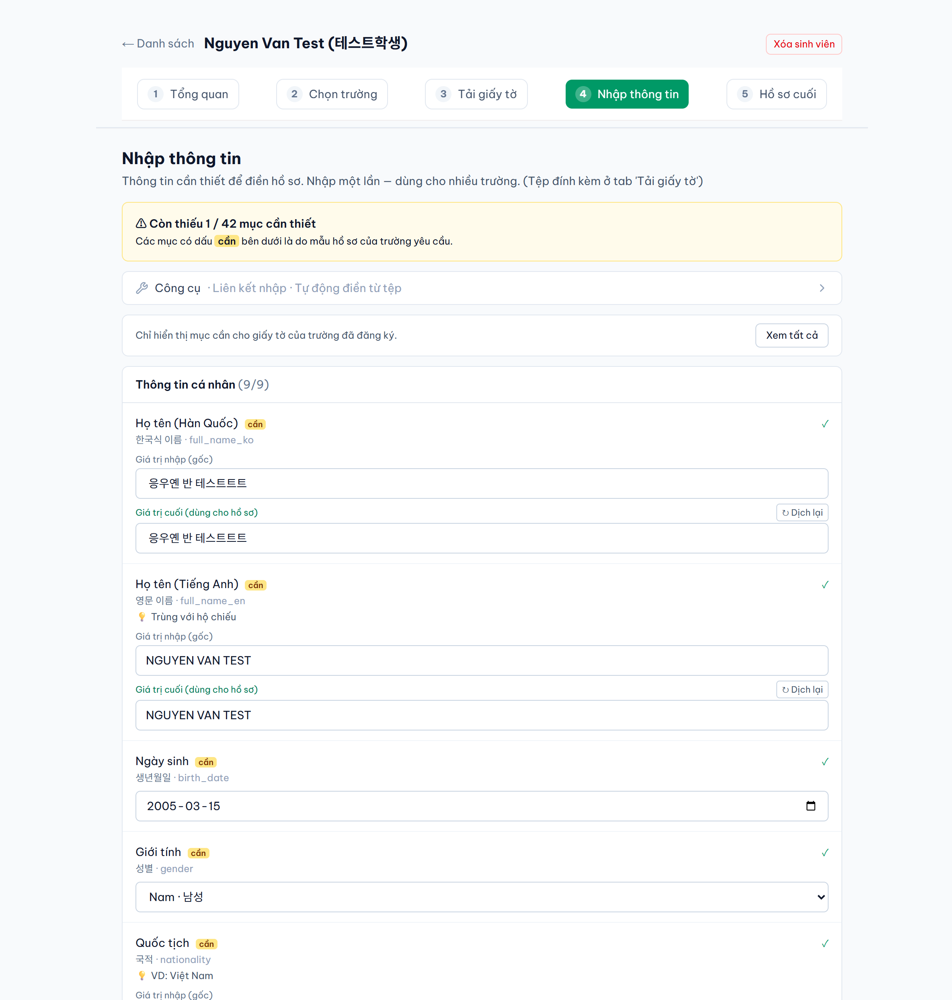 ← Danh sách Nguyen Van Test (테스트학생) Xóa sinh viên
1 Tổng quan 2 Chọn trường 3 Tải giấy tờ 4 Nhập thông tin 5 Hồ sơ cuối
Nhập thông tin
Thông tin cần thiết để điền hồ sơ. Nhập một lần — dùng cho nhiều trường. (Tệp đính kèm ở tab 'Tải giấy tờ')
⚠ Còn thiếu 1 / 42 mục cần thiết
Các mục có dấu cần bên dưới là do mẫu hồ sơ của trường yêu cầu.
Công cụ · Liên kết nhập · Tự động điền từ tệp
Chỉ hiển thị mục cần cho giấy tờ của trường đã đăng ký. Xem tất cả
Thông tin cá nhân (9/9)
Họ tên (Hàn Quốc) cần ✓
한국식 이름 · full_name_ko
Giá trị nhập (gốc)
응우옌 반 테스트트트
Giá trị cuối (dùng cho hồ sơ) ↻ Dịch lại
응우옌 반 테스트트트
Họ tên (Tiếng Anh) cần ✓
영문 이름 · full_name_en
💡 Trùng với hộ chiếu
Giá trị nhập (gốc)
NGUYEN VAN TEST
Giá trị cuối (dùng cho hồ sơ) ↻ Dịch lại
NGUYEN VAN TEST
Ngày sinh cần ✓
생년월일 · birth_date
2005-03-15
Giới tính cần ✓
성별 · gender
Nam · 남성
Quốc tịch cần ✓
국적 · nationality
💡 VD: Việt Nam
Giá trị nhập (gốc)